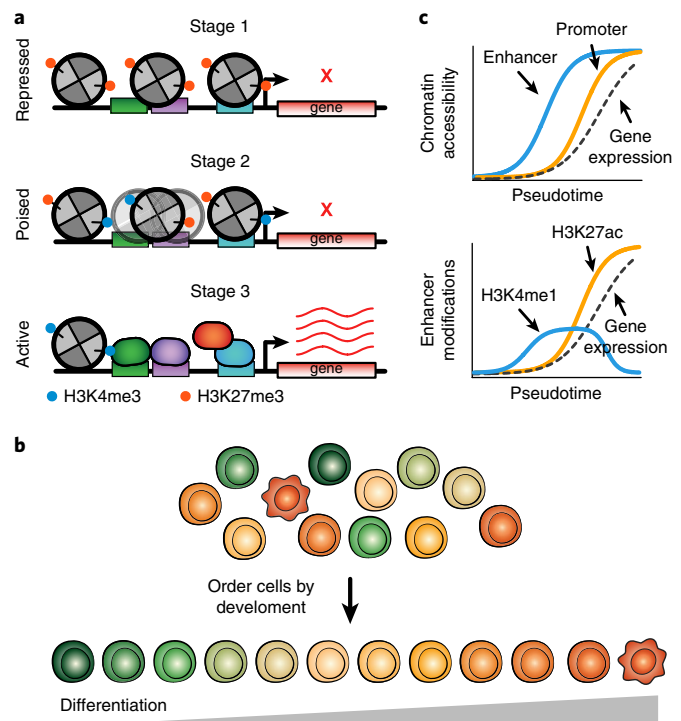 a
Stage 1
Repressed
X
gene
Stage 2
Poised
X
gene
Stage 3
Active
gene
H3K4me3
H3K27me3
c
Promoter
Enhancer
Chromatin
accessibility
Gene
expression
Pseudotime
H3K27ac
H3K4me1
Enhancer
modifications
Gene
expression
Pseudotime
b
Order cells by
develoment
Differentiation